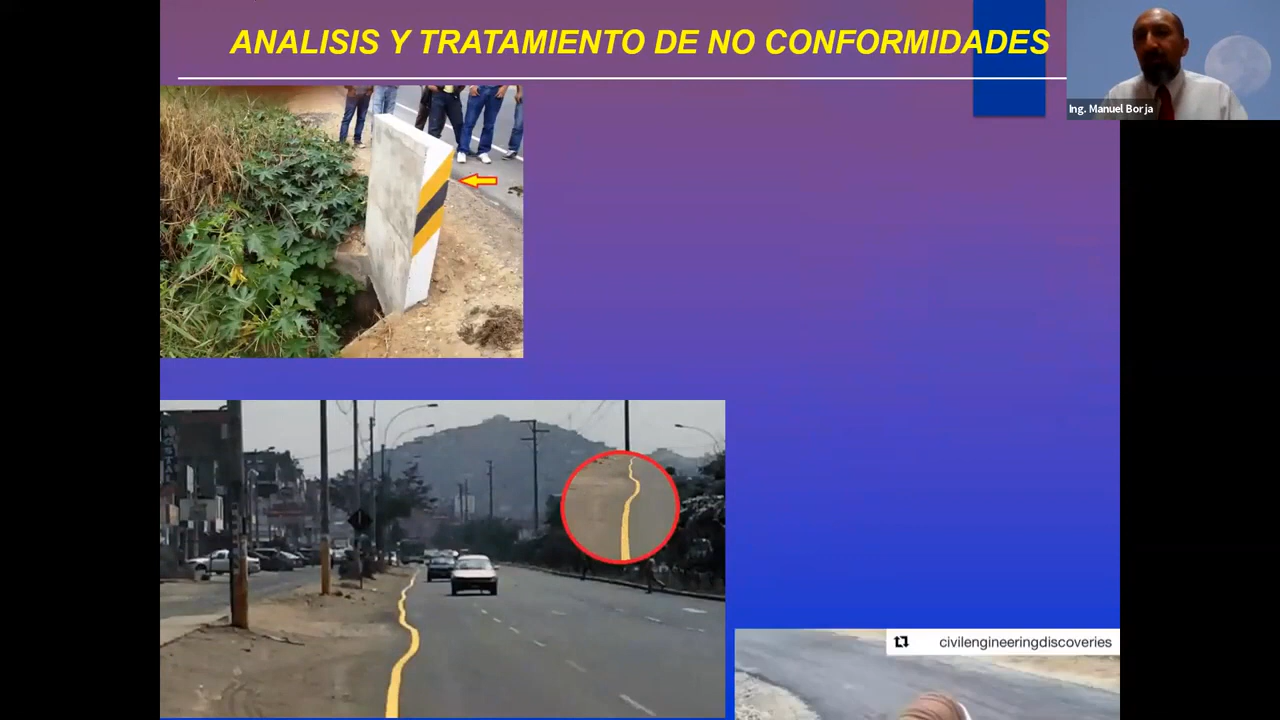 ANALISIS Y TRATAMIENTO DE NO CONFORMIDADES
Ing. Manuel Borja
civilengineeringdiscoveries